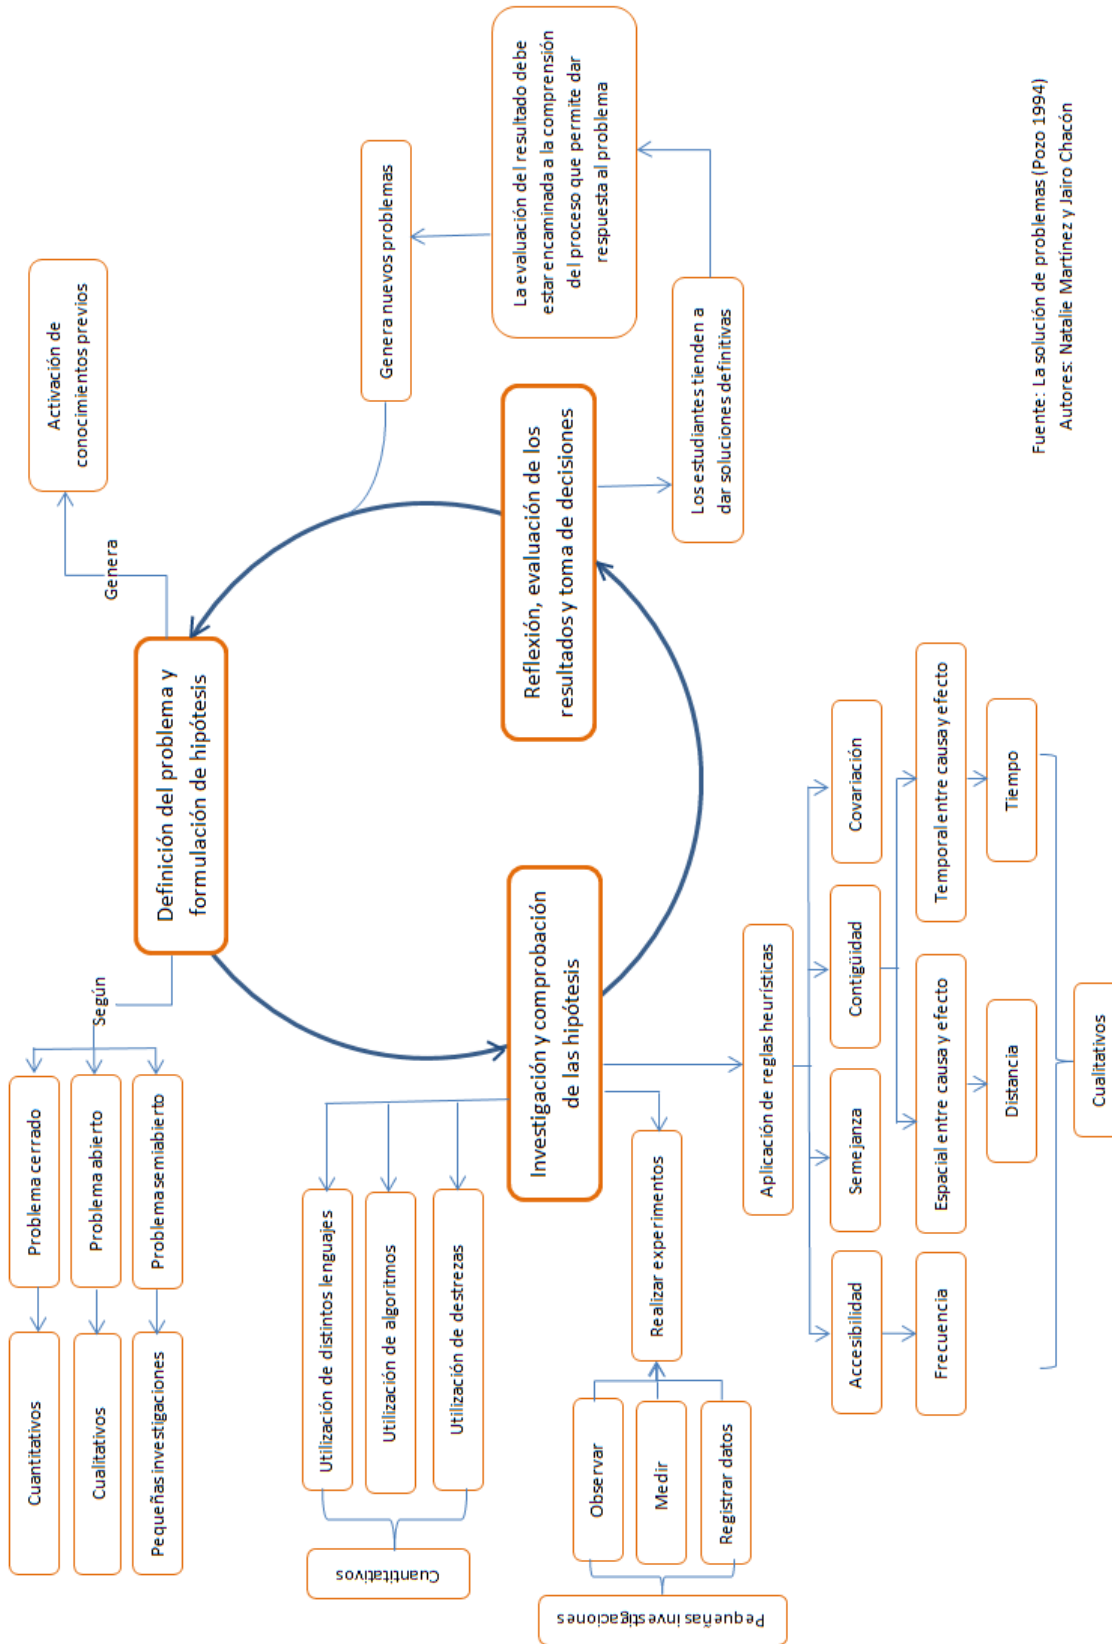 Cuantitativos
Problema cerrado
Cualitativos
Problema abierto
Pequeñas investigaciones
Problema semiabierto
Según
Definición del problema y
formulación de hipótesis
Genera
Activación de
conocimientos previos
Cuantitativos
Utilización de distintos lenguajes
Utilización de algoritmos
Utilización de destrezas
Genera nuevos problemas
La evaluación del resultado debe
estar encaminada a la comprensión
del proceso que permite dar
respuesta al problema
Investigación y comprobación
de las hipótesis
Reflexión, evaluación de los
resultados y toma de decisiones
Pequeñas investigaciones
Observar
Medir
Registrar datos
Realizar experimentos
Los estudiantes tienden a
dar soluciones definitivas
Aplicación de reglas heurísticas
Accesibilidad
Semejanza
Contigüidad
Covariación
Frecuencia
Espacial entre causa y efecto
Temporal entre causa y efecto
Distancia
Tiempo
Cualitativos
Fuente: La solución de problemas (Pozo 1994)
Autores: Natalie Martínez y Jairo Chacón